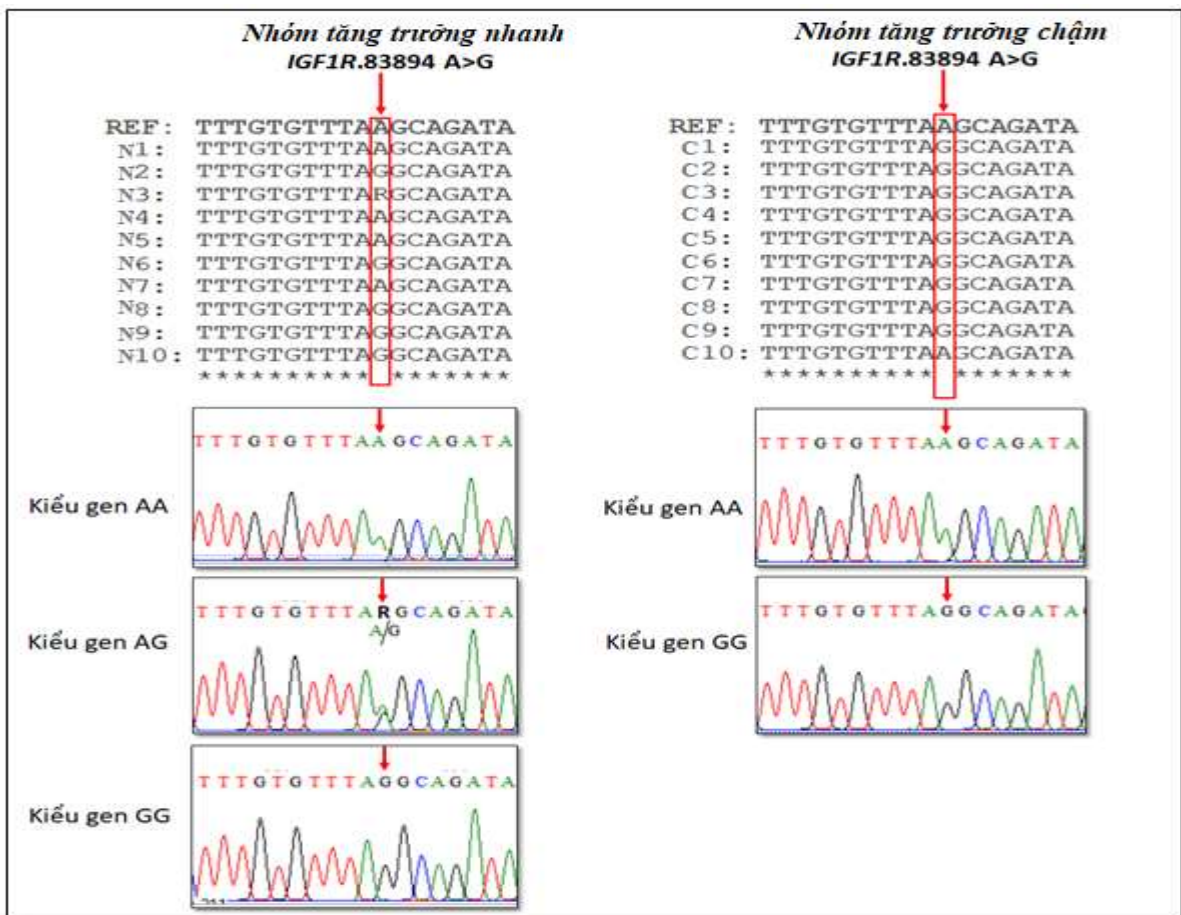 Nhóm tăng trưởng nhanh
IGF1R.83894 A>G
REF: TTTGTGTTTAAGCAGATA
N1: TTTGTGTTTAAGCAGATA
N2: TTTGTGTTTAGGCAGATA
N3: TTTGTGTTTARGCAGATA
N4: TTTGTGTTTAAGCAGATA
N5: TTTGTGTTTAAGCAGATA
N6: TTTGTGTTTAGGCAGATA
N7: TTTGTGTTTAAGCAGATA
N8: TTTGTGTTTAGGCAGATA
N9: TTTGTGTTTAGGCAGATA
N10: TTTGTGTTTAGGCAGATA
********** *******
Kiểu gen AA
TTTGTGTTTAAGCAGATA
Kiểu gen AG
TTTGTGTTTARGCAGATA
A/G
Kiểu gen GG
TTTGTGTTTAGGCAGATA
Nhóm tăng trưởng chậm
IGF1R.83894 A>G
REF: TTTGTGTTTAAGCAGATA
C1: TTTGTGTTTAGGCAGATA
C2: TTTGTGTTTAGGCAGATA
C3: TTTGTGTTTAGGCAGATA
C4: TTTGTGTTTAGGCAGATA
C5: TTTGTGTTTAGGCAGATA
C6: TTTGTGTTTAGGCAGATA
C7: TTTGTGTTTAGGCAGATA
C8: TTTGTGTTTAGGCAGATA
C9: TTTGTGTTTAGGCAGATA
C10: TTTGTGTTTAAGCAGATA
********** *******
Kiểu gen AA
TTTGTGTTTAAGCAGATA
Kiểu gen GG
TTTGTGTTTAGGCAGATA